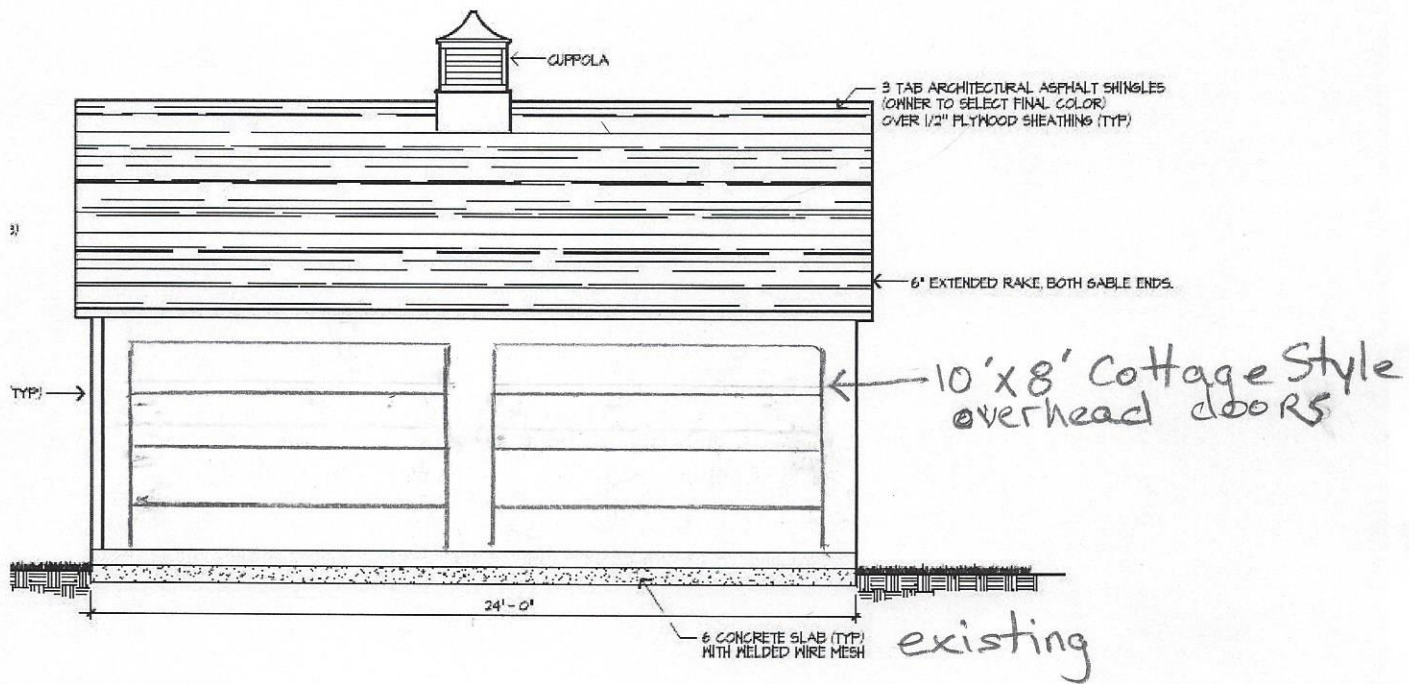 CUPPOLA
3 TAB ARCHITECTURAL ASPHALT SHINGLES
(OWNER TO SELECT FINAL COLOR)
OVER 1/2" PLYWOOD SHEATHING (TYP)
6" EXTENDED RAKE, BOTH GABLE ENDS.
10'x8' Cottage Style
overhead dooRS
TYP)
24'-0"
6 CONCRETE SLAB (TYP)
WITH WELDED WIRE MESH
existing